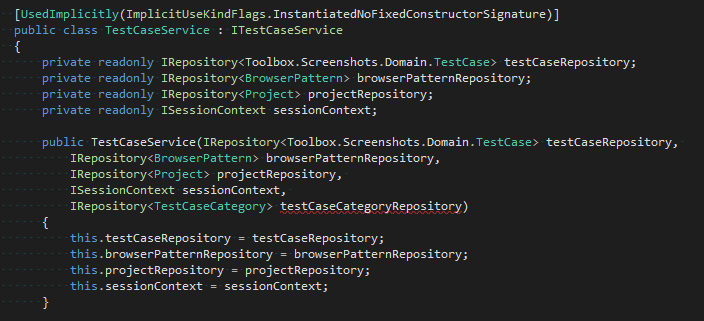 [UsedImplicitly(ImplicitUseKindFlags.InstantiatedNoFixedConstructorSignature)]
public class TestCaseService : ITestCaseService
{
    private readonly IRepository<Toolbox.Screenshots.Domain.TestCase> testCaseRepository;
    private readonly IRepository<BrowserPattern> browserPatternRepository;
    private readonly IRepository<Project> projectRepository;
    private readonly ISessionContext sessionContext;

    public TestCaseService(IRepository<Toolbox.Screenshots.Domain.TestCase> testCaseRepository,
        IRepository<BrowserPattern> browserPatternRepository,
        IRepository<Project> projectRepository,
        ISessionContext sessionContext,
        IRepository<TestCaseCategory> testCaseCategoryRepository)
    {
        this.testCaseRepository = testCaseRepository;
        this.browserPatternRepository = browserPatternRepository;
        this.projectRepository = projectRepository;
        this.sessionContext = sessionContext;
    }